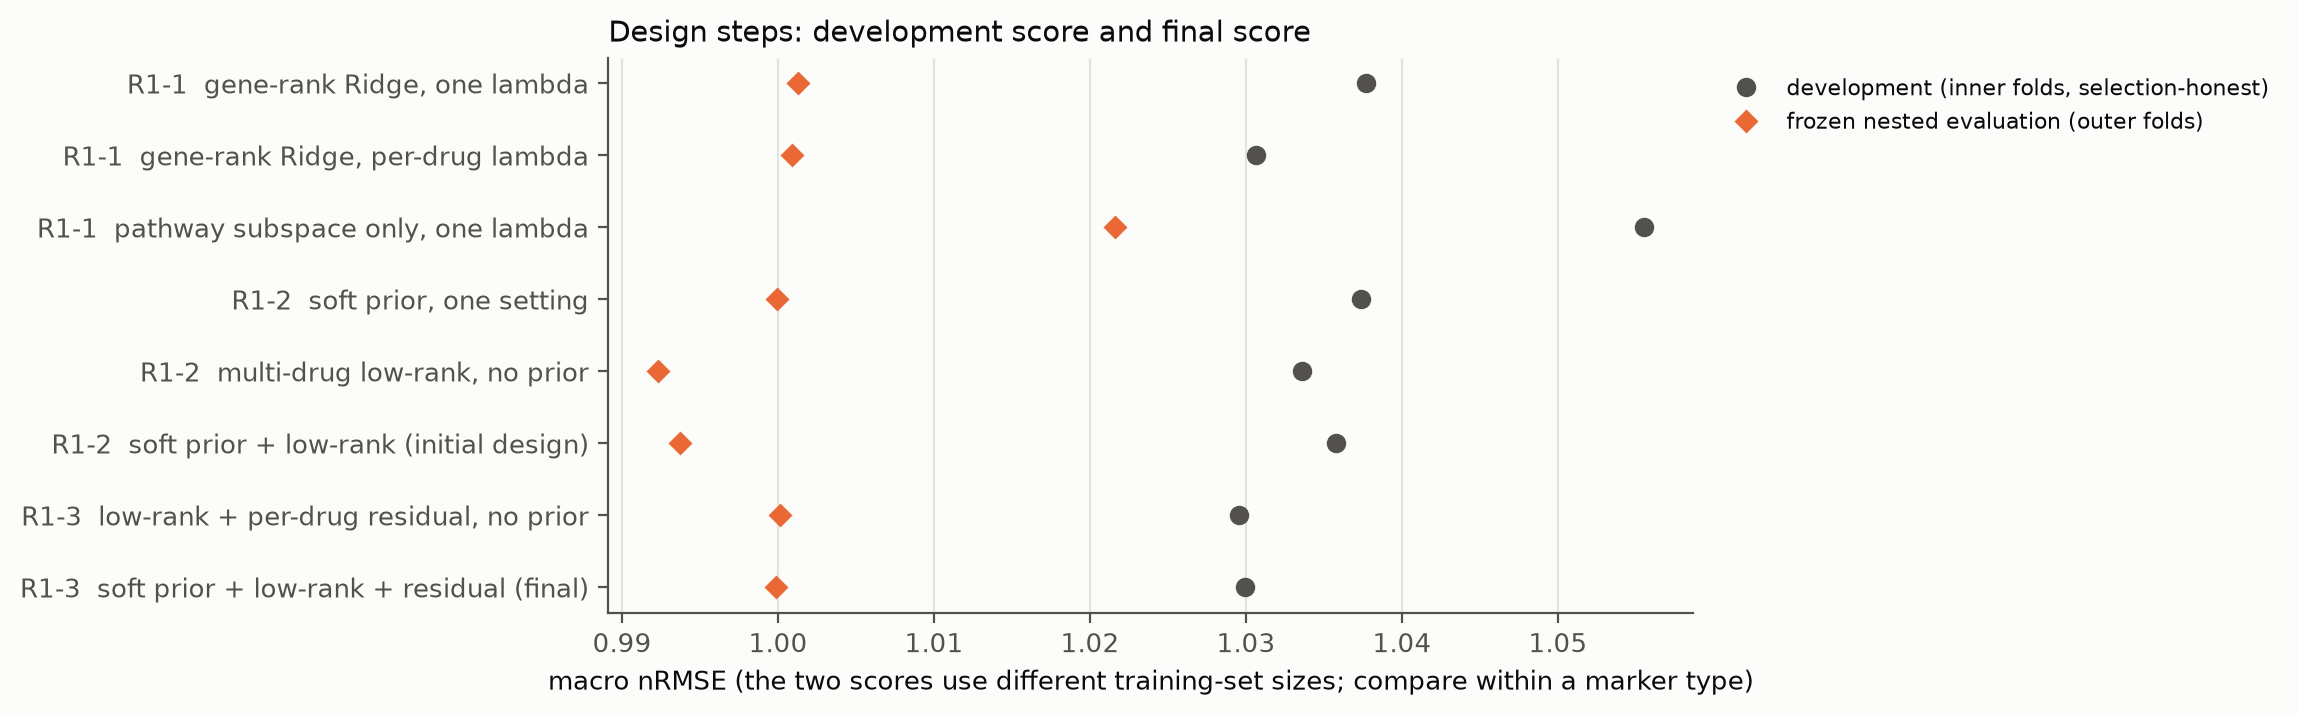 Design steps: development score and final score
R1-1 gene-rank Ridge, one lambda
R1-1 gene-rank Ridge, per-drug lambda
R1-1 pathway subspace only, one lambda
R1-2 soft prior, one setting
R1-2 multi-drug low-rank, no prior
R1-2 soft prior + low-rank (initial design)
R1-3 low-rank + per-drug residual, no prior
R1-3 soft prior + low-rank + residual (final)
0.99 1.00 1.01 1.02 1.03 1.04 1.05
macro nRMSE (the two scores use different training-set sizes; compare within a marker type)
development (inner folds, selection-honest)
frozen nested evaluation (outer folds)